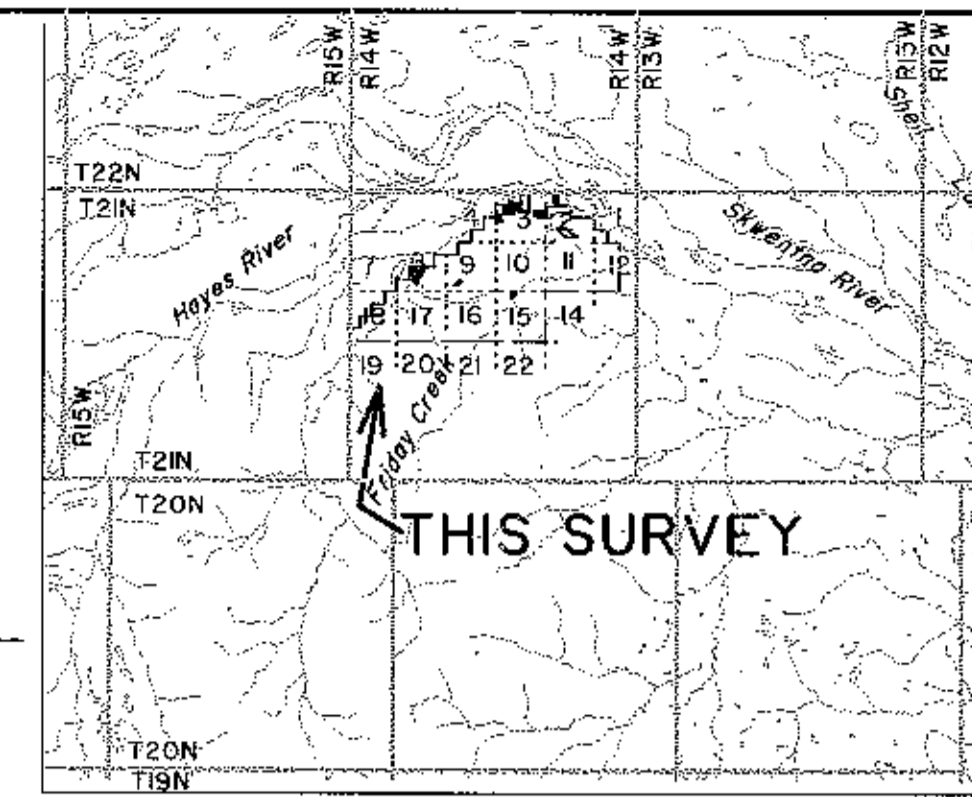 R15W
R14W
R14W
R13W
R13W
R12W
Shell
T22N
T21N
Hayes River
Skwentna River
3
7
9
10
11
12
18
17
16
15
14
19
20
21
22
R15W
Friday Creek
T21N
T20N
THIS SURVEY
T20N
T19N